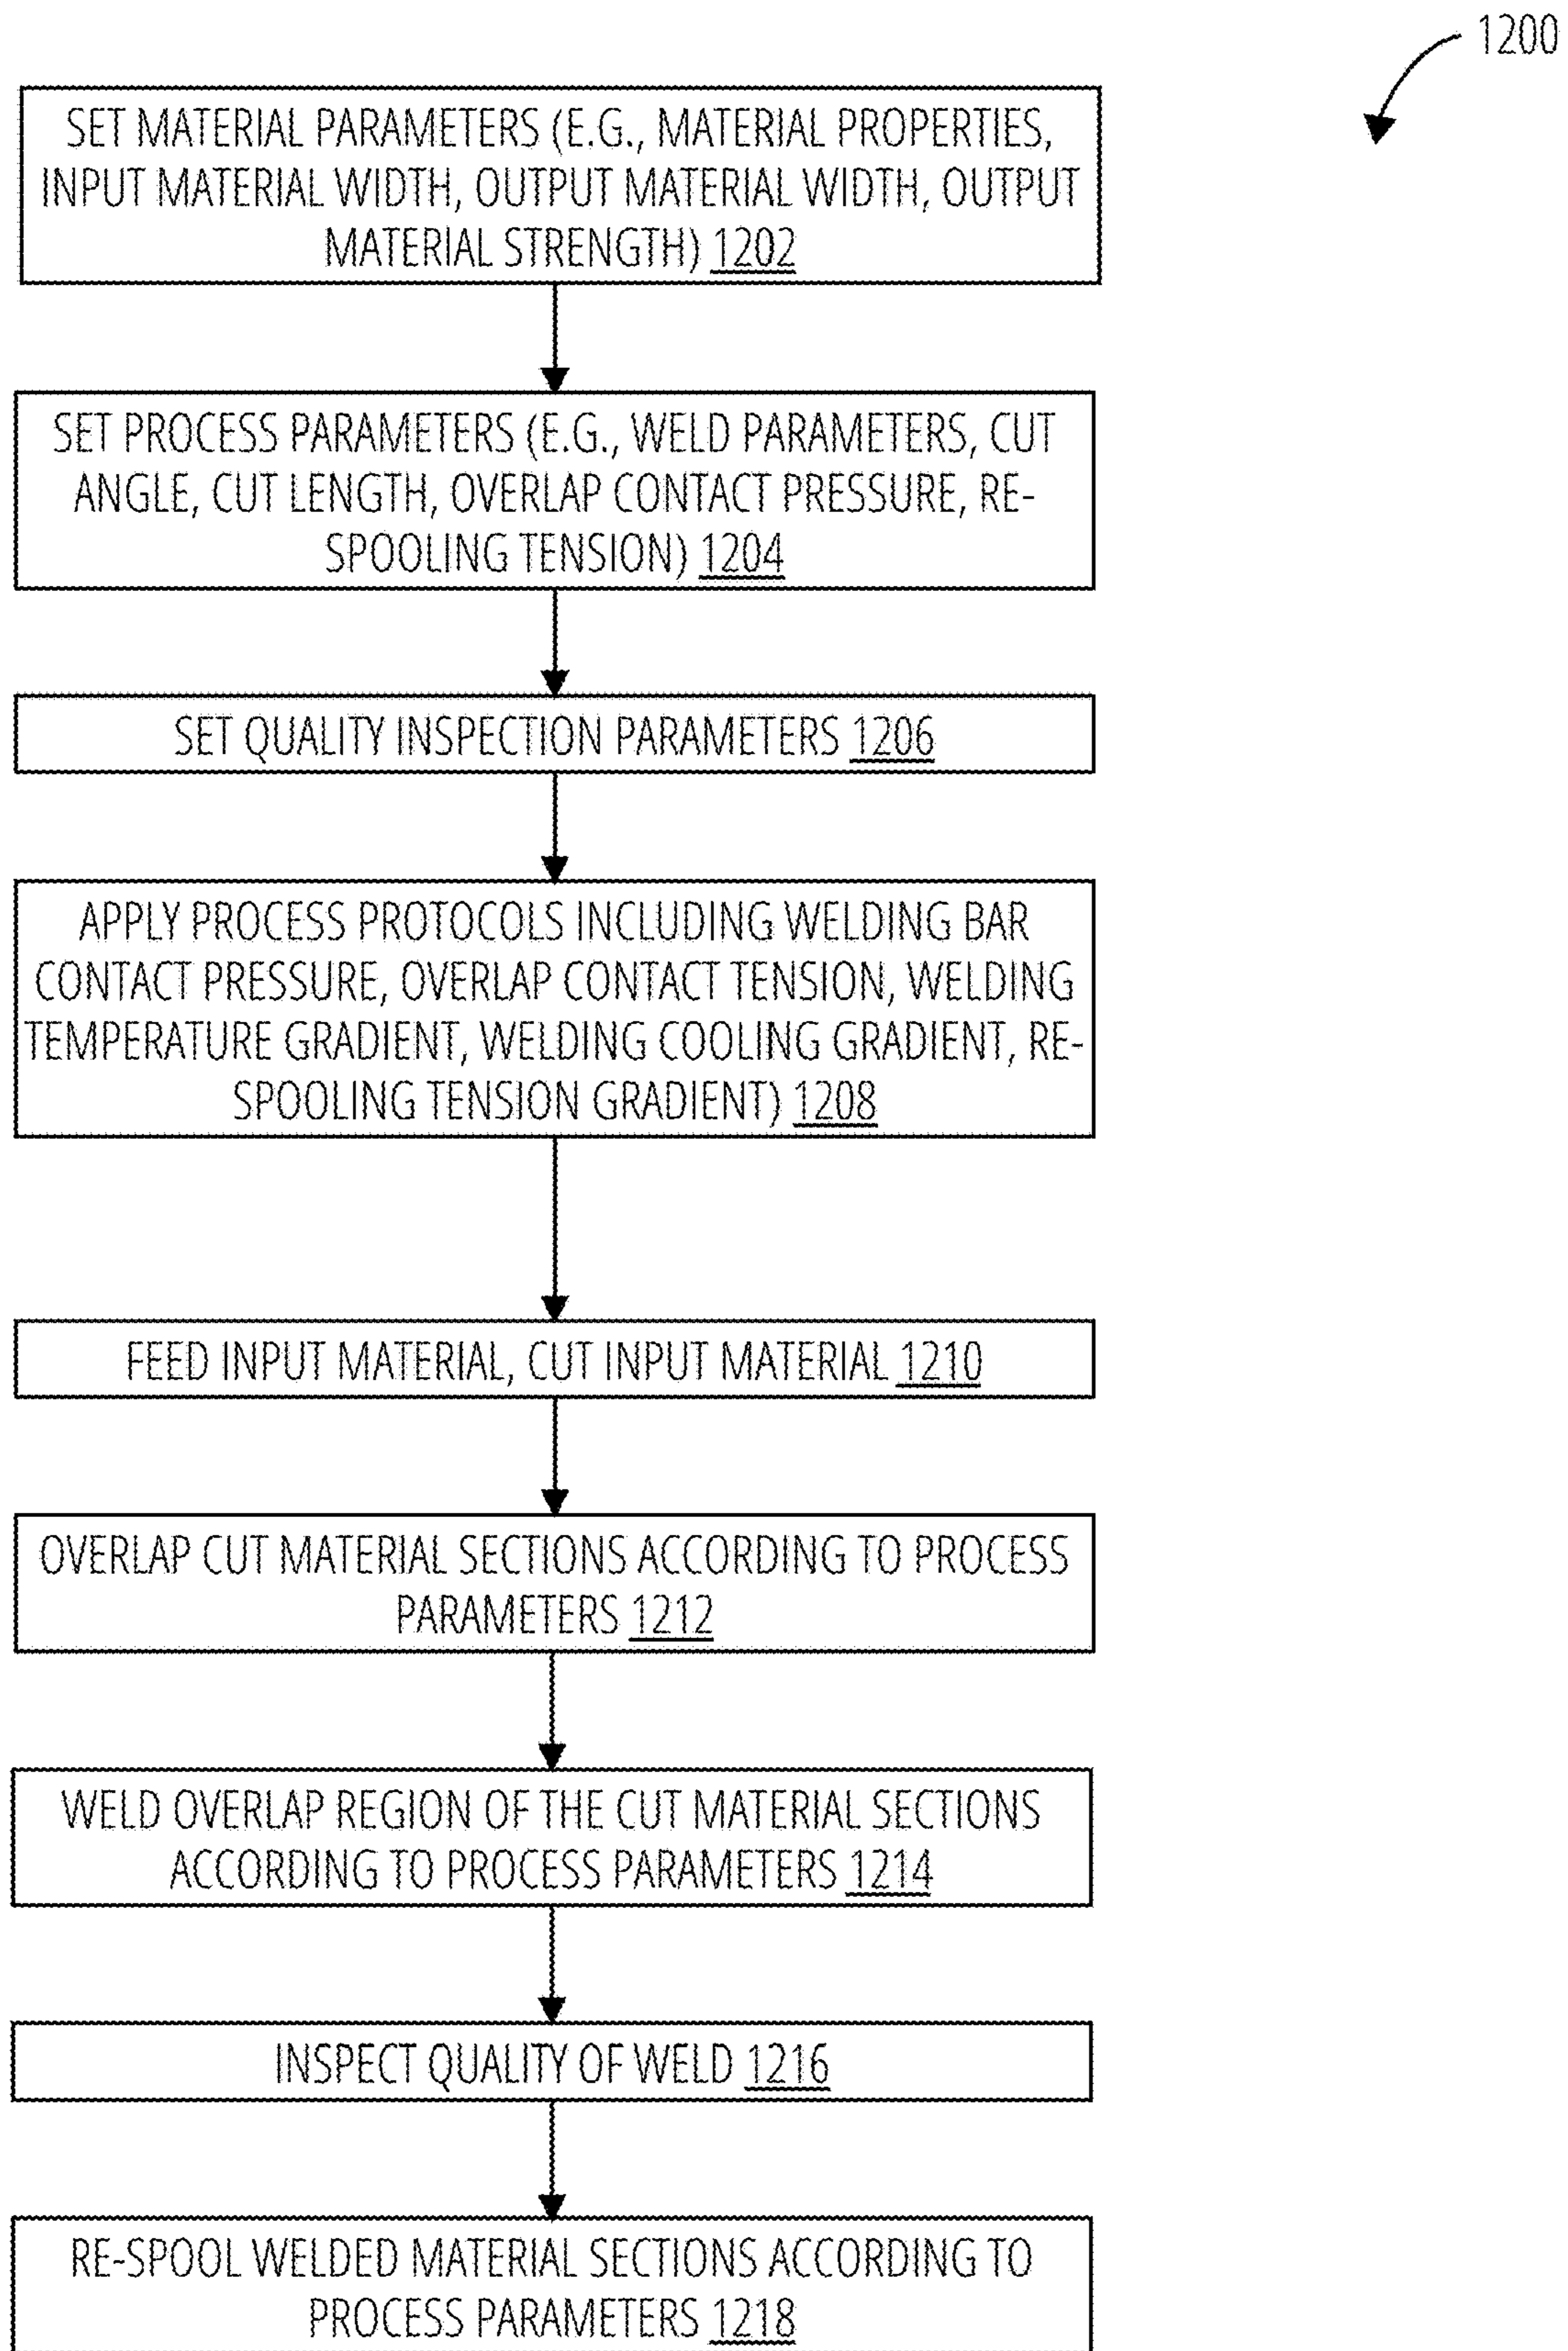 1200
SET MATERIAL PARAMETERS (E.G., MATERIAL PROPERTIES,
INPUT MATERIAL WIDTH, OUTPUT MATERIAL WIDTH, OUTPUT
MATERIAL STRENGTH) 1202
SET PROCESS PARAMETERS (E.G., WELD PARAMETERS, CUT
ANGLE, CUT LENGTH, OVERLAP CONTACT PRESSURE, RE-
SPOOLING TENSION) 1204
SET QUALITY INSPECTION PARAMETERS 1206
APPLY PROCESS PROTOCOLS INCLUDING WELDING BAR
CONTACT PRESSURE, OVERLAP CONTACT TENSION, WELDING
TEMPERATURE GRADIENT, WELDING COOLING GRADIENT, RE-
SPOOLING TENSION GRADIENT) 1208
FEED INPUT MATERIAL, CUT INPUT MATERIAL 1210
OVERLAP CUT MATERIAL SECTIONS ACCORDING TO PROCESS
PARAMETERS 1212
WELD OVERLAP REGION OF THE CUT MATERIAL SECTIONS
ACCORDING TO PROCESS PARAMETERS 1214
INSPECT QUALITY OF WELD 1216
RE-SPOOL WELDED MATERIAL SECTIONS ACCORDING TO
PROCESS PARAMETERS 1218